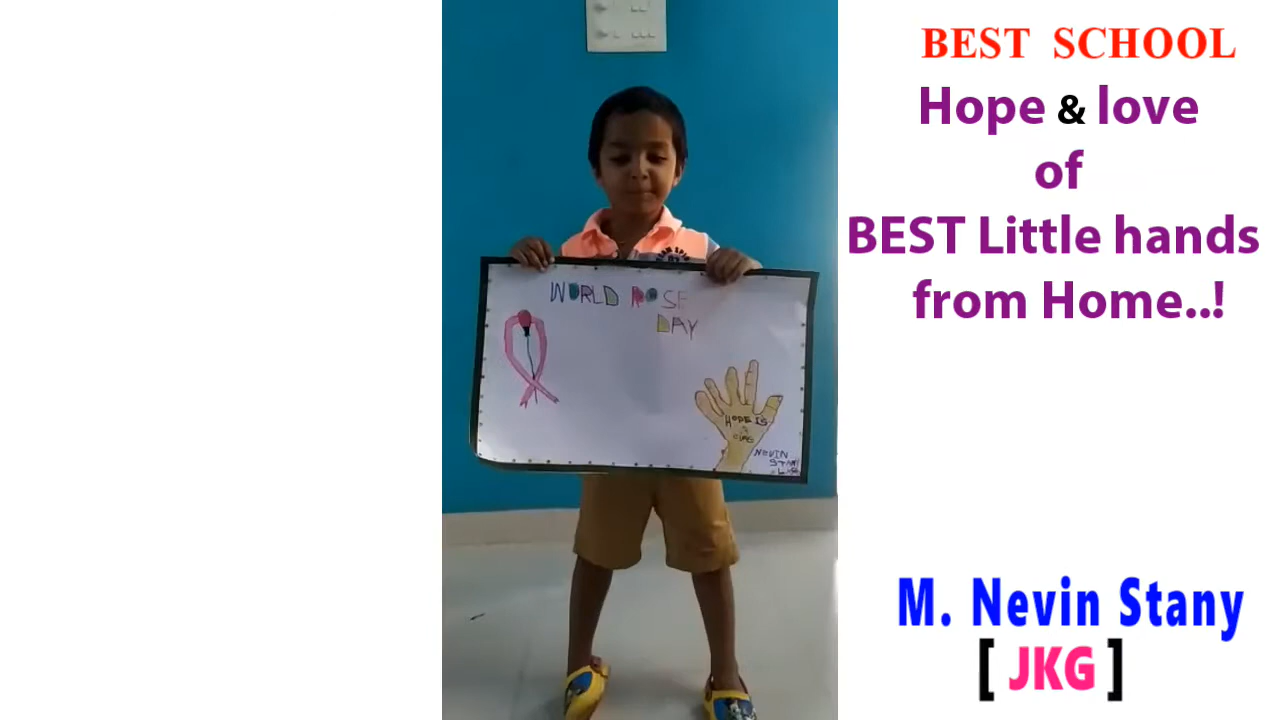 BEST SCHOOL
Hope & love
of
BEST Little hands
from Home..!
WORLD ROSE
DAY
HOPE IS
NEVIN
STANY
M. Nevin Stany
[ JKG ]